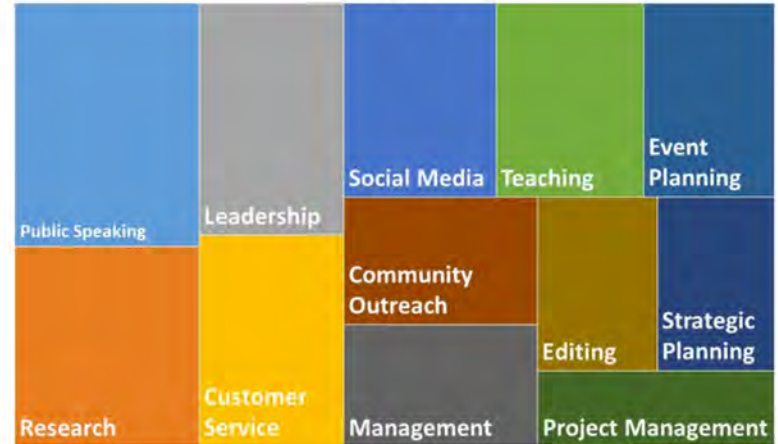 Public Speaking
Research
Leadership
Customer
Service
Social Media
Teaching
Event
Planning
Community
Outreach
Management
Editing
Strategic
Planning
Project Management